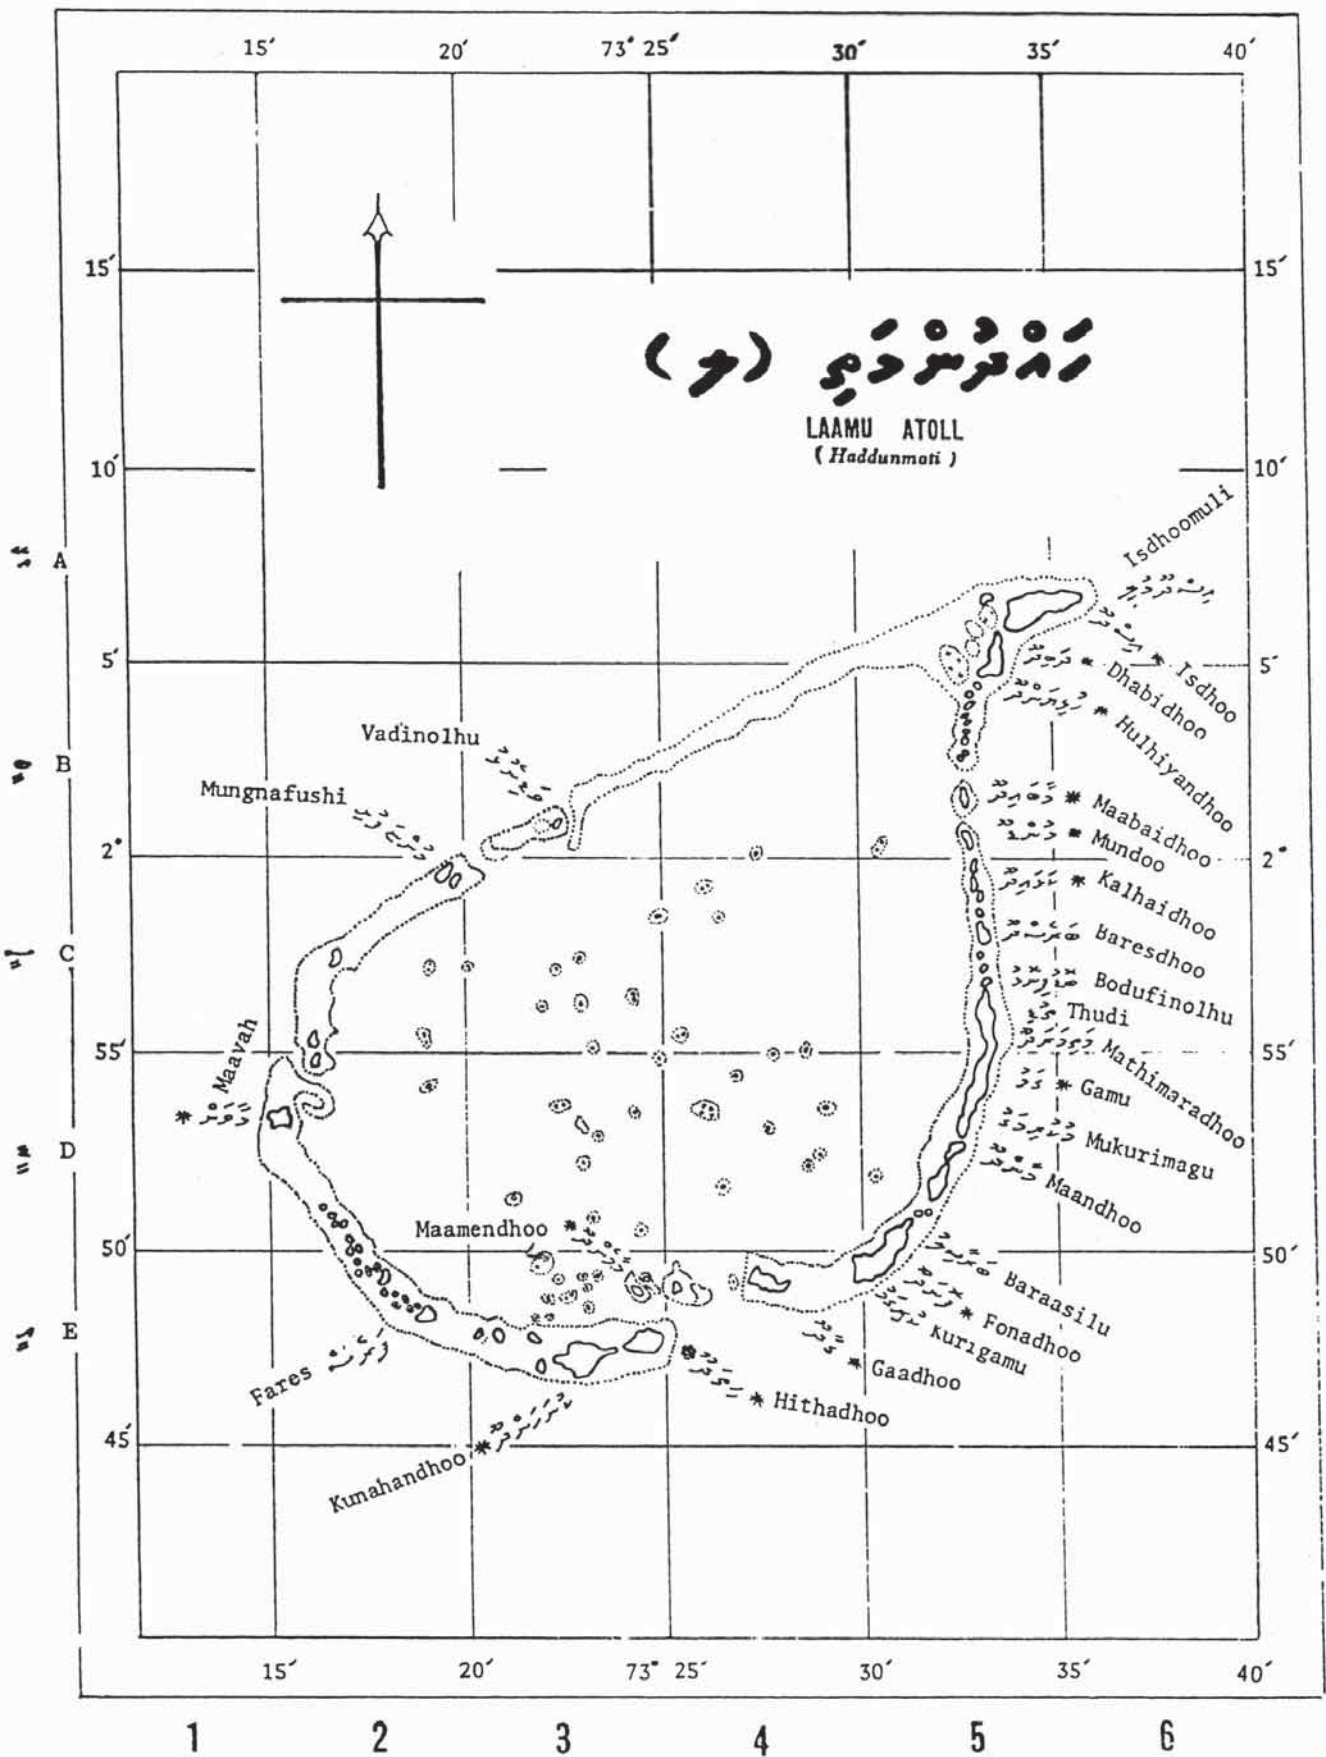 15′ 20′ 73° 25′ 30′ 35′ 40′
15′ 15′
ހައްދުންމަތި (ލ)
LAAMU ATOLL
(Haddunmati)
10′ 10′
Isdhoomuli
އިސްދޫމުލި
A
އިސްދޫ * Isdhoo
5′ 5′
* Dhabidhoo
* Hulhiyandhoo
Vadinolhu
B
Mungnafushi
މާބައިދޫ * Maabaidhoo
މުންޑޫ * Mundoo
2° 2°
ކަޅައިދޫ * Kalhaidhoo
ބަރެސްދޫ Baresdhoo
C
Bodufinolhu
Thudi
55′ 55′
މަތިމަރަދޫ Mathimaradhoo
Maavah
* މާވަށް
ގަމު * Gamu
މުކުރިމަގު Mukurimagu
D
މާންދޫ Maandhoo
Maamendhoo *
50′ 50′
Baraasilu
ފޮނަދޫ * Fonadhoo
Kurigamu
E
ގާދޫ * Gaadhoo
Fares
ހިތަދޫ * Hithadhoo
Kunahandhoo *
45′ 45′
15′ 20′ 73° 25′ 30′ 35′ 40′
1 2 3 4 5 6